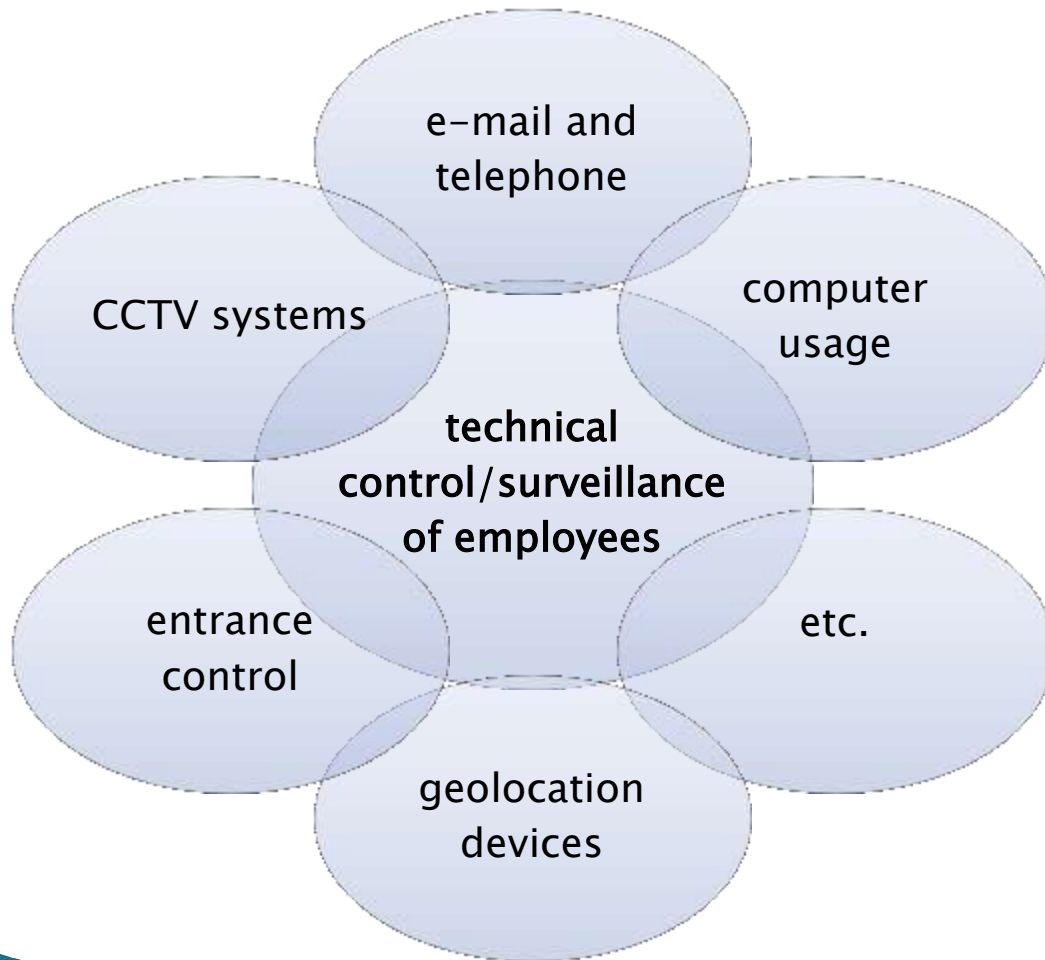 e-mail and
telephone
computer
usage
CCTV systems
technical
control/surveillance
of employees
entrance
control
etc.
geolocation
devices